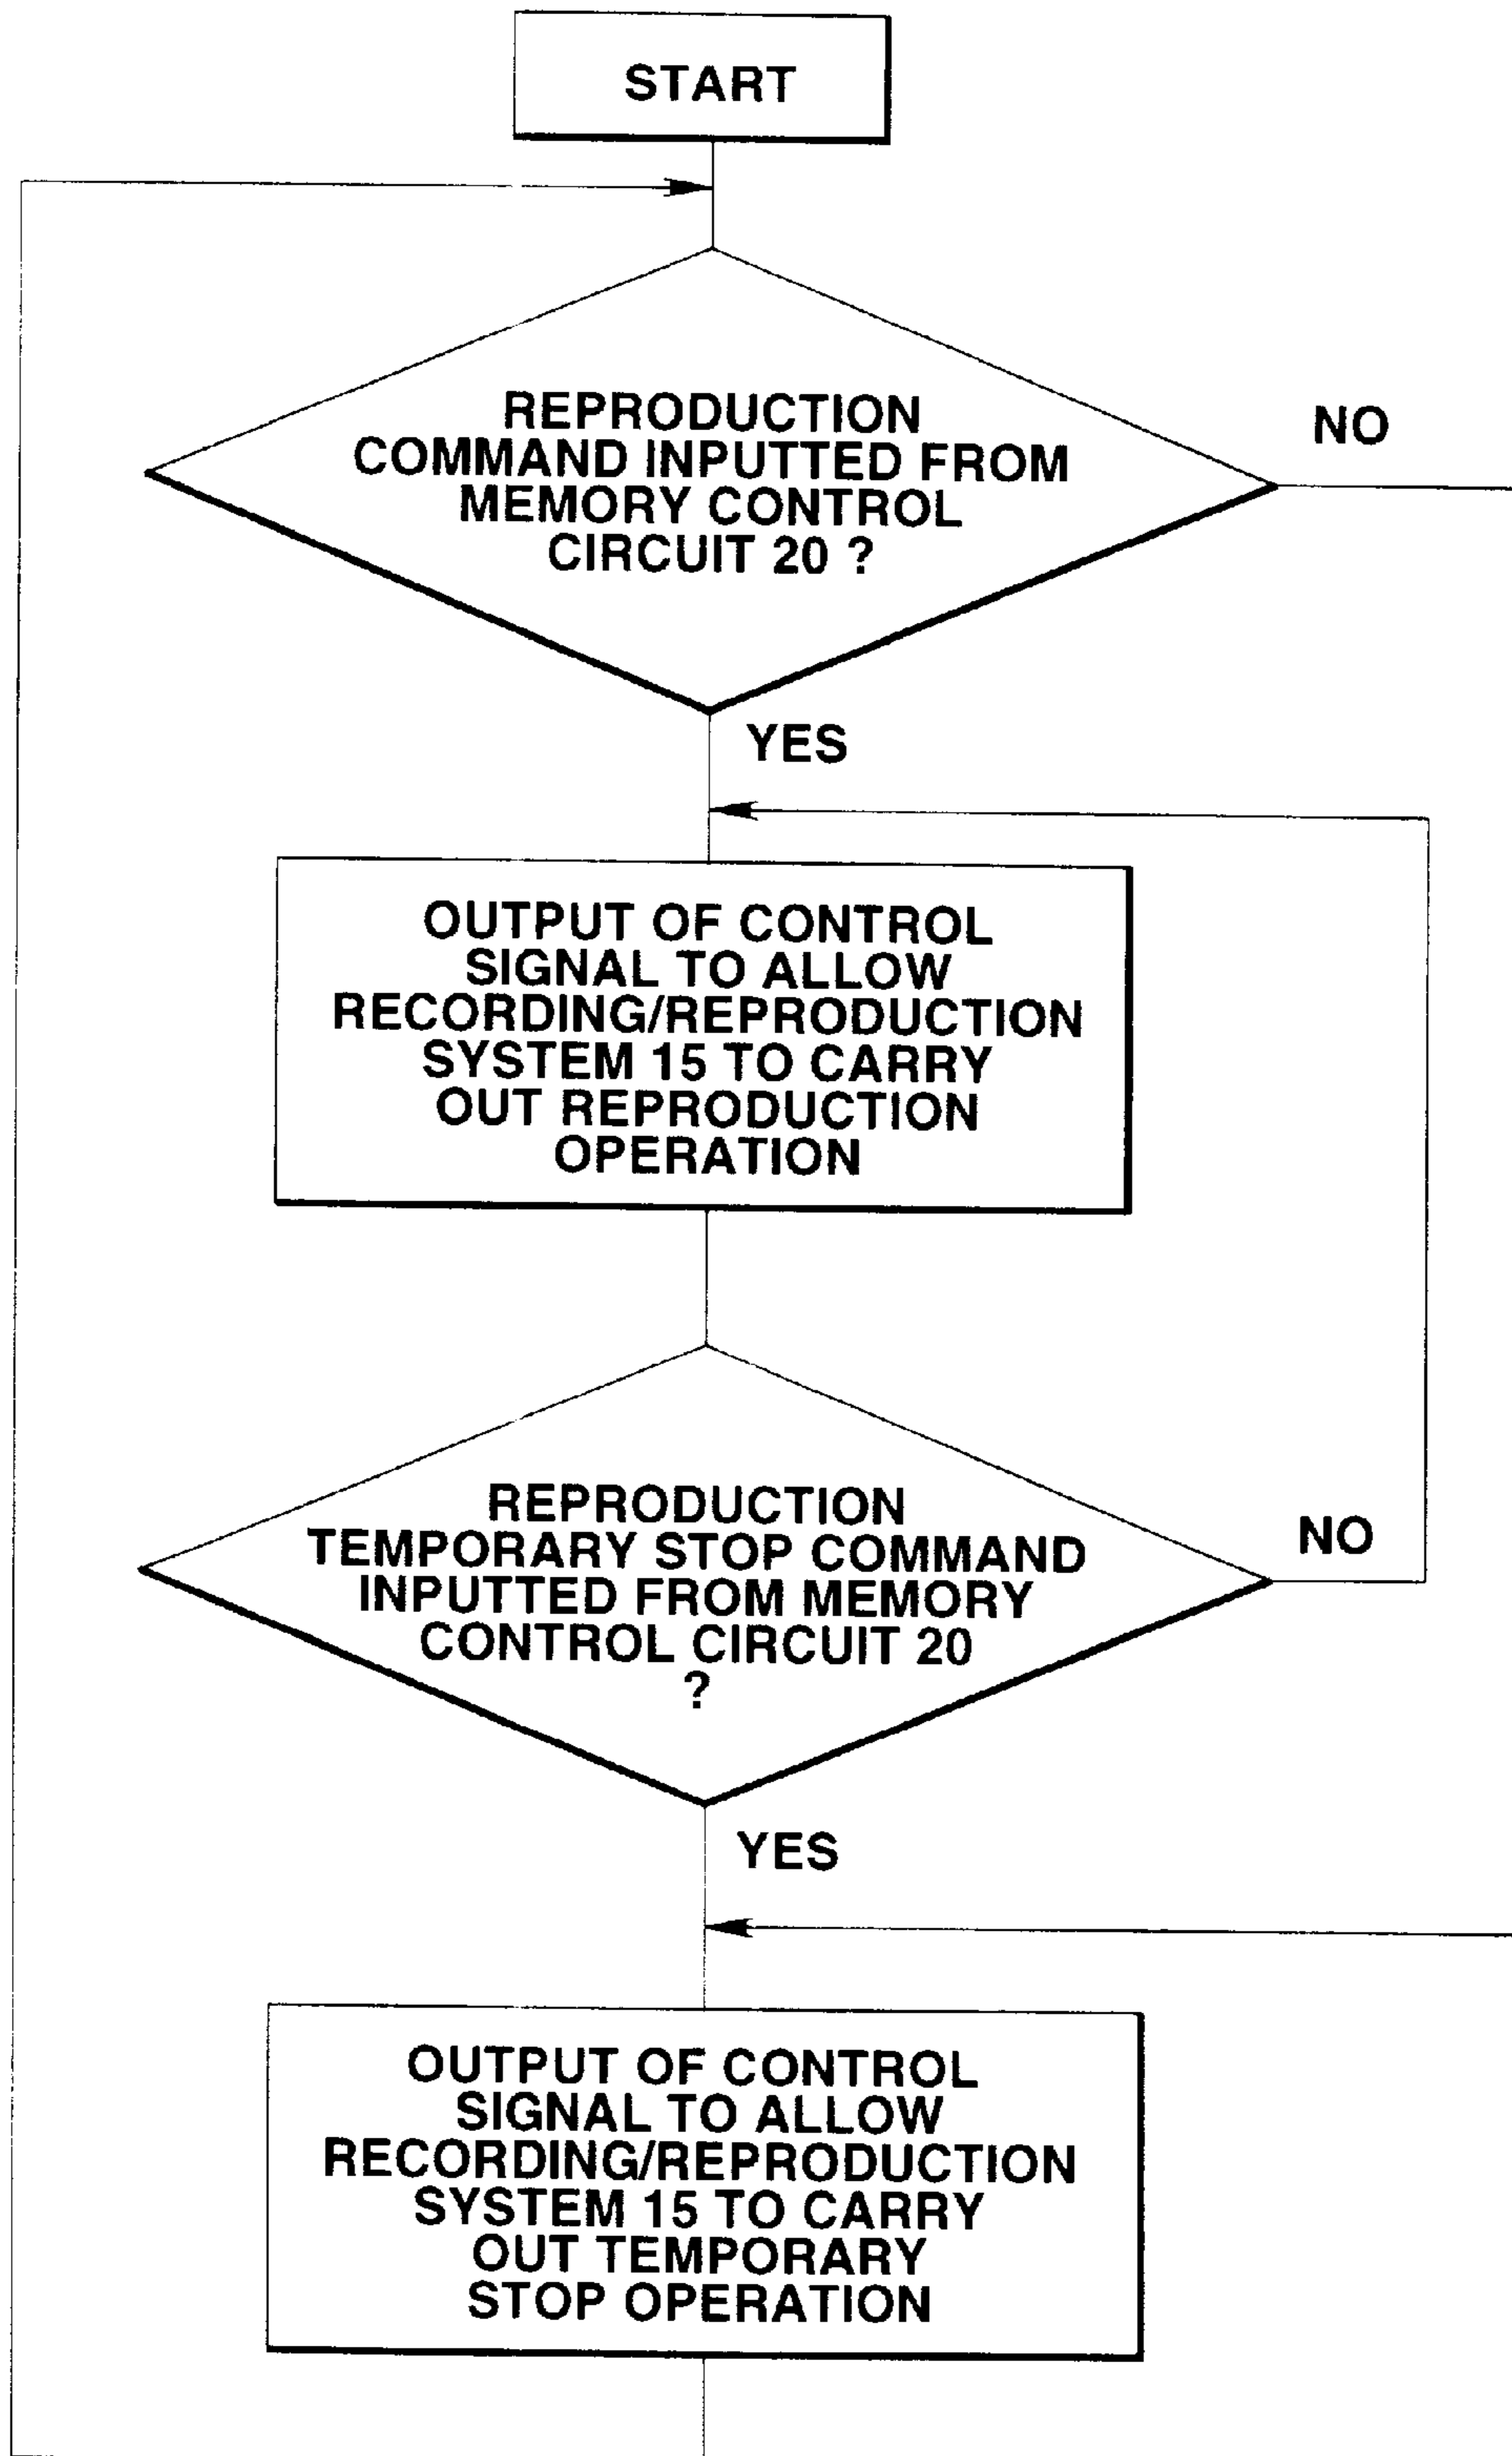 START
REPRODUCTION
COMMAND INPUTTED FROM
MEMORY CONTROL
CIRCUIT 20 ?
NO
YES
OUTPUT OF CONTROL
SIGNAL TO ALLOW
RECORDING/REPRODUCTION
SYSTEM 15 TO CARRY
OUT REPRODUCTION
OPERATION
REPRODUCTION
TEMPORARY STOP COMMAND
INPUTTED FROM MEMORY
CONTROL CIRCUIT 20
?
NO
YES
OUTPUT OF CONTROL
SIGNAL TO ALLOW
RECORDING/REPRODUCTION
SYSTEM 15 TO CARRY
OUT TEMPORARY
STOP OPERATION